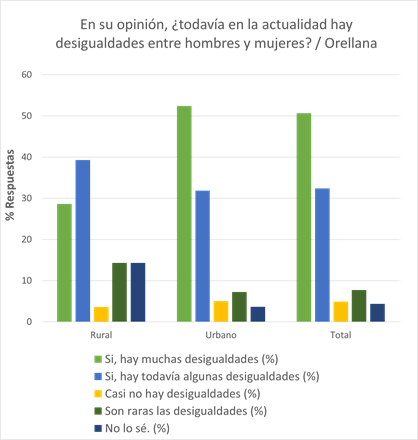 En su opinión, ¿todavía en la actualidad hay
desigualdades entre hombres y mujeres? / Orellana
% Respuestas
60
50
40
30
20
10
0
Rural
Urbano
Total
Si, hay muchas desigualdades (%)
Si, hay todavía algunas desigualdades (%)
Casi no hay desigualdades (%)
Son raras las desigualdades (%)
No lo sé. (%)